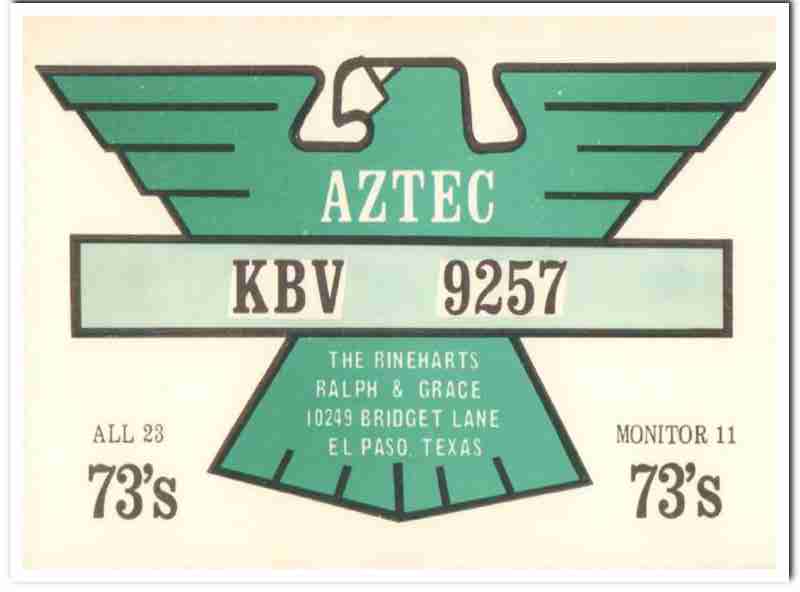 AZTEC
KBV 9257
THE RINEHARTS
RALPH & GRACE
10249 BRIDGET LANE
EL PASO, TEXAS
ALL 23
73's
MONITOR 11
73's